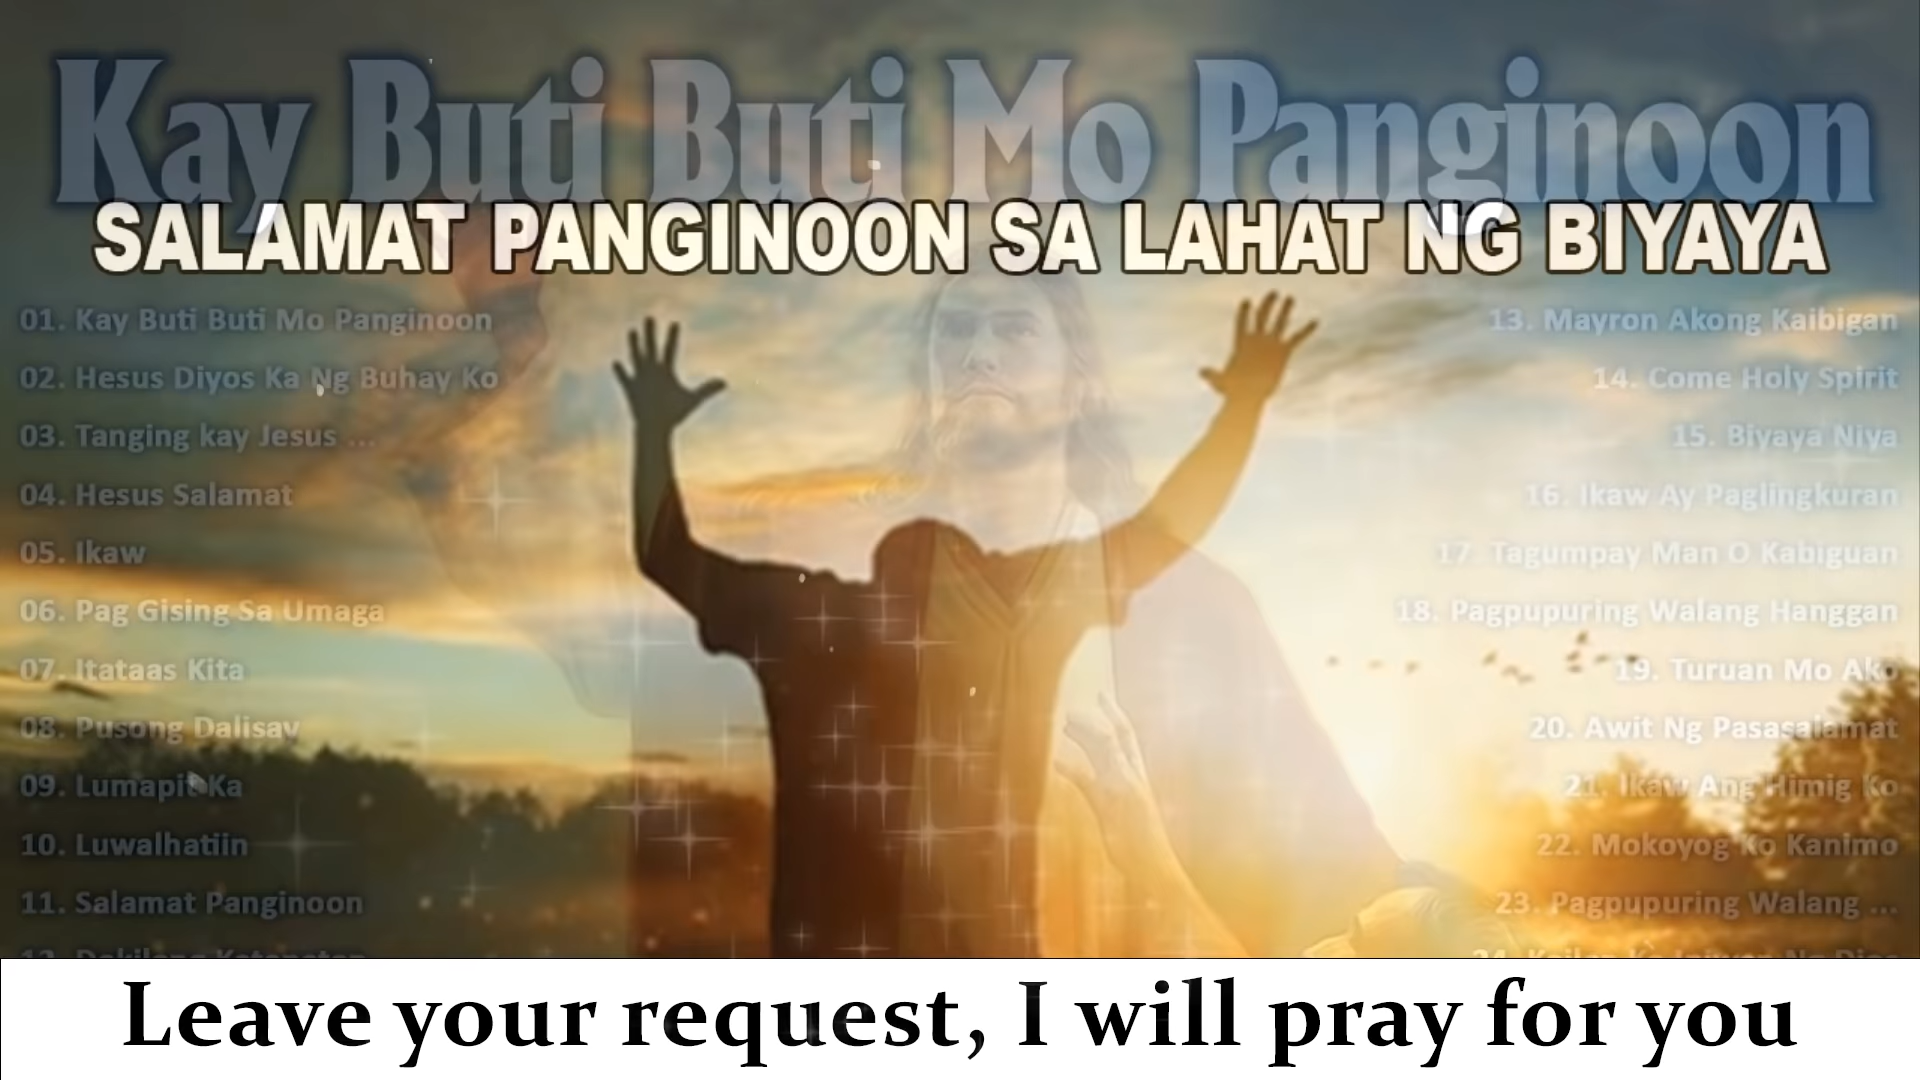 Kay Buti Buti Mo Panginoon
SALAMAT PANGINOON SA LAHAT NG BIYAYA
01. Kay Buti Buti Mo Panginoon
02. Hesus Diyos Ka Ng Buhay Ko
03. Tanging kay Jesus ...
04. Hesus Salamat
05. Ikaw
06. Pag Gising Sa Umaga
07. Itataas Kita
08. Pusong Dalisay
09. Lumapit Ka
10. Luwalhatiin
11. Salamat Panginoon
13. Mayron Akong Kaibigan
14. Come Holy Spirit
15. Biyaya Niya
16. Ikaw Ay Paglingkuran
17. Tagumpay Man O Kabiguan
18. Pagpupuring Walang Hanggan
19. Turuan Mo Ako
20. Awit Ng Pasasalamat
21. Ikaw Ang Himig Ko
22. Mokoyog Ko Kanimo
23. Pagpupuring Walang ...
Leave your request, I will pray for you